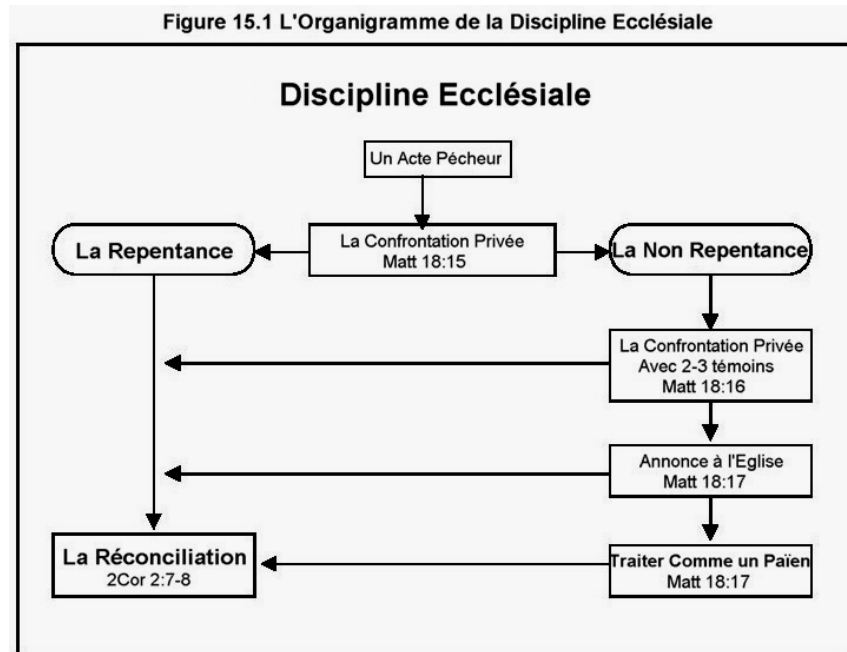 Figure 15.1 L'Organigramme de la Discipline Ecclésiale
Discipline Ecclésiale
Un Acte Pécheur
La Repentance
La Confrontation Privée
Matt 18:15
La Non Repentance
La Confrontation Privée
Avec 2-3 témoins
Matt 18:16
Annonce à l'Eglise
Matt 18:17
La Réconciliation
2Cor 2:7-8
Traiter Comme un Païen
Matt 18:17